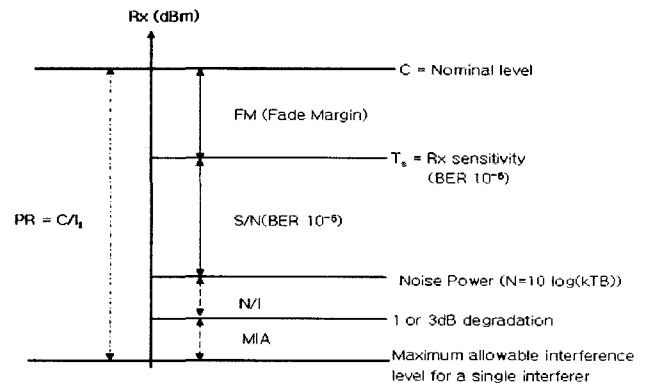 Rx (dBm)
C = Nominal level
FM (Fade Margin)
Tₛ = Rx sensitivity
(BER 10⁻⁶)
PR = C/I₁
S/N(BER 10⁻⁶)
Noise Power (N=10 log(kTB))
N/I
1 or 3dB degradation
MIA
Maximum allowable interference
level for a single interferer